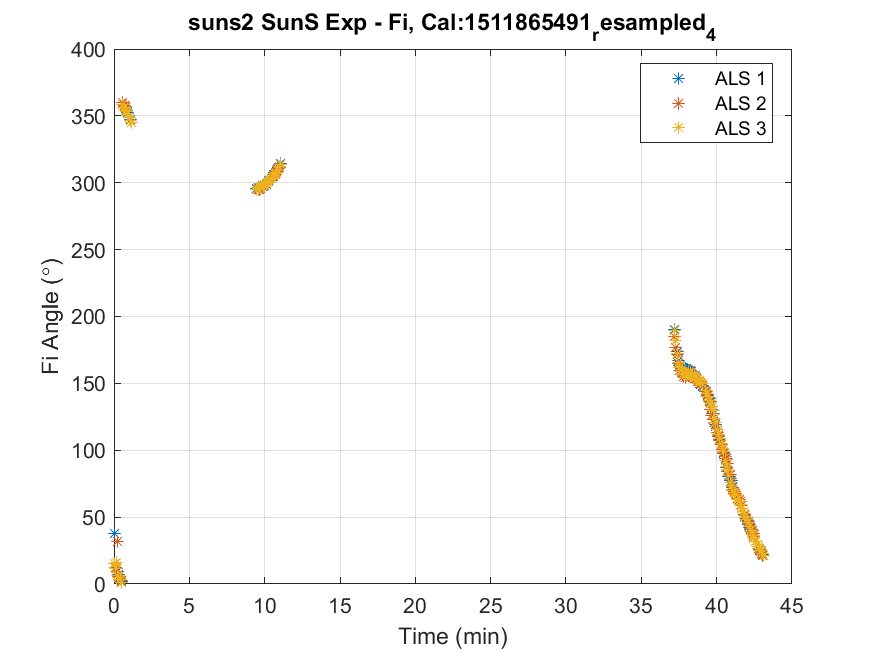 suns2 SunS Exp - Fi, Cal:1511865491resampled4
400
350
300
250
200
150
100
50
0
Fi Angle (°)
ALS 1
ALS 2
ALS 3
0 5 10 15 20 25 30 35 40 45
Time (min)